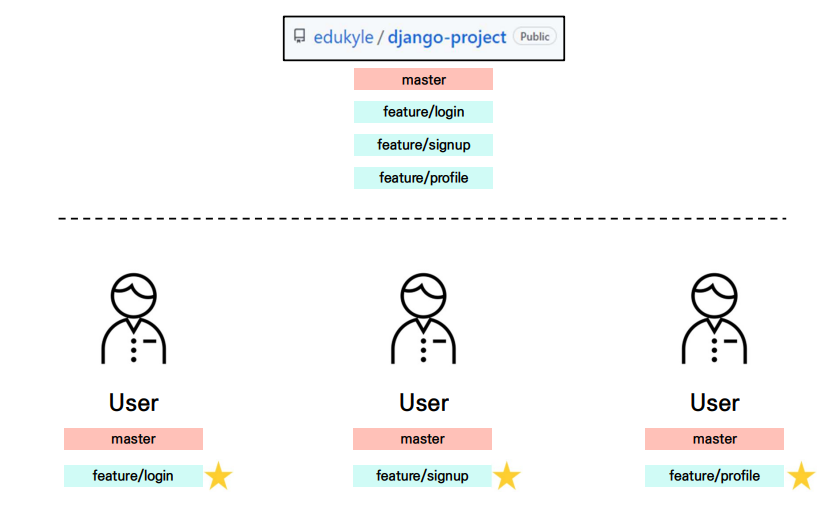 edukyle / django-project Public
master
feature/login
feature/signup
feature/profile
User User User
master master master
feature/login feature/signup feature/profile